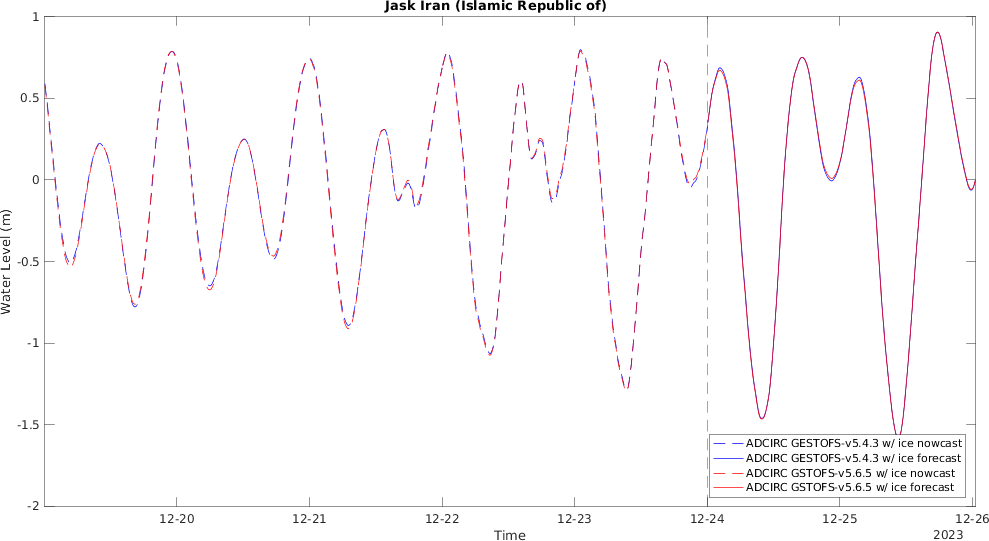 Jask Iran (Islamic Republic of)
1
0.5
0
-0.5
-1
-1.5
-2
Water Level (m)
ADCIRC GESTOFS-v5.4.3 w/ ice nowcast
ADCIRC GESTOFS-v5.4.3 w/ ice forecast
ADCIRC GSTOFS-v5.6.5 w/ ice nowcast
ADCIRC GSTOFS-v5.6.5 w/ ice forecast
12-20 12-21 12-22 12-23 12-24 12-25 12-26
Time
2023